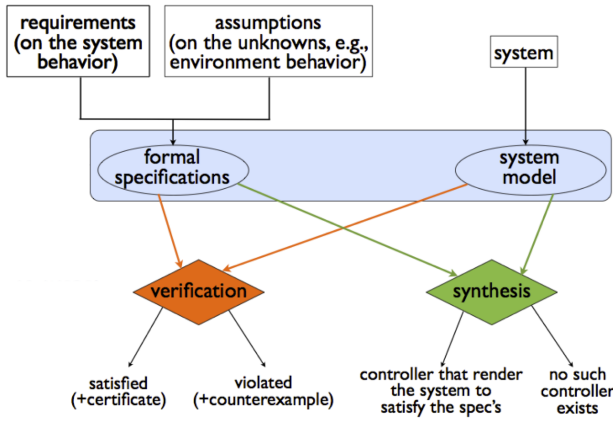 requirements
(on the system
behavior)
assumptions
(on the unknowns, e.g.,
environment behavior)
system
formal
specifications
system
model
verification
synthesis
satisfied
(+certificate)
violated
(+counterexample)
controller that render
the system to
satisfy the spec's
no such
controller
exists